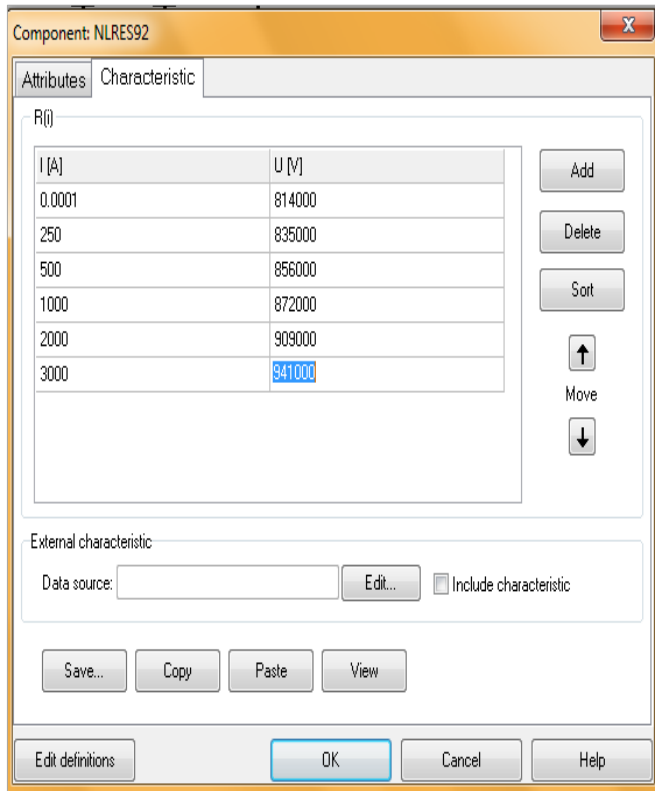 Component: NLRES92
X
Attributes Characteristic
R(i)
I [A] U [V]
0.0001 814000
250 835000
500 856000
1000 872000
2000 909000
3000 941000
Add
Delete
Sort
Move
External characteristic
Data source: Edit... Include characteristic
Save... Copy Paste View
Edit definitions OK Cancel Help